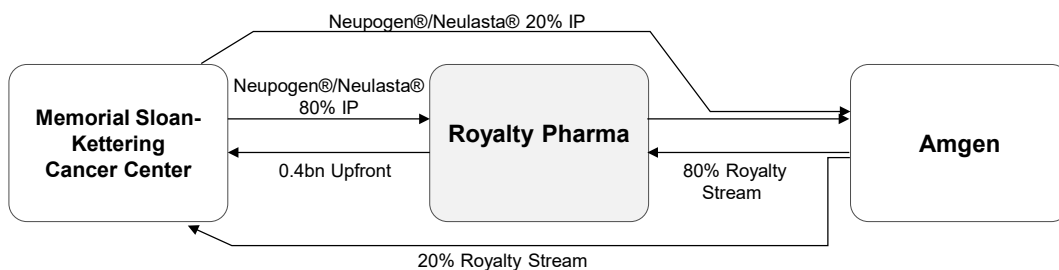 Neupogen®/Neulasta® 20% IP
Memorial Sloan-
Kettering
Cancer Center
Neupogen®/Neulasta®
80% IP
0.4bn Upfront
Royalty Pharma
80% Royalty
Stream
Amgen
20% Royalty Stream